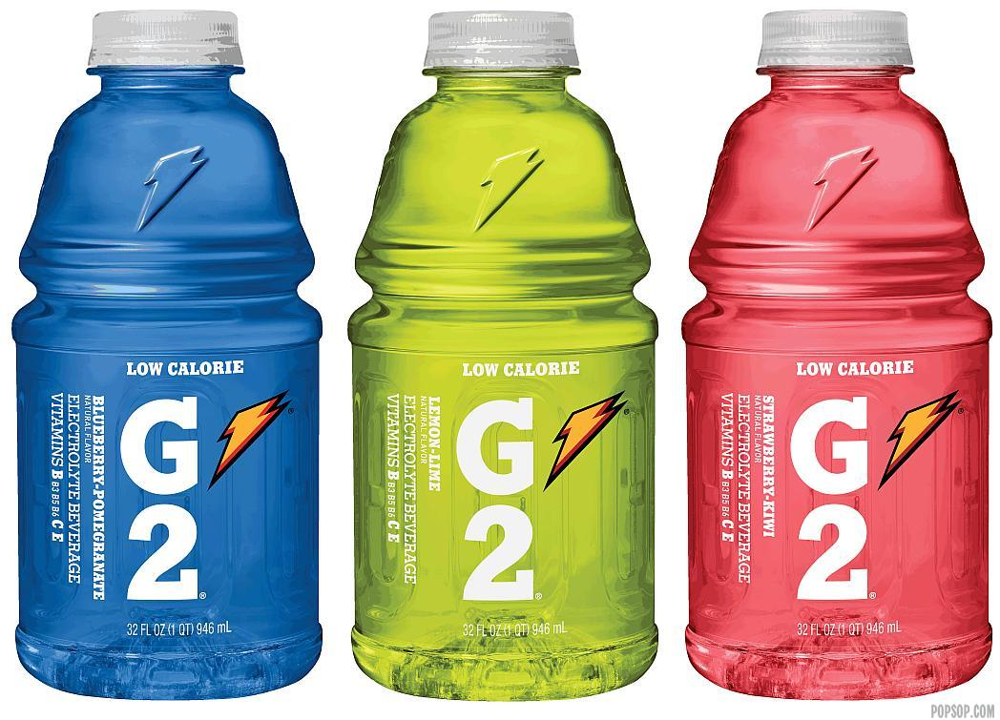 LOW CALORIE
G
2®
BLUEBERRY-POMEGRANATE
NATURAL FLAVOR
ELECTROLYTE BEVERAGE
VITAMINS B B3 B5 B6 C E
32 FL OZ (1 QT) 946 mL
LOW CALORIE
G
2®
LEMON-LIME
NATURAL FLAVOR
ELECTROLYTE BEVERAGE
VITAMINS B B3 B5 B6 C E
32 FL OZ (1 QT) 946 mL
LOW CALORIE
G
2®
STRAWBERRY-KIWI
NATURAL FLAVOR
ELECTROLYTE BEVERAGE
VITAMINS B B3 B5 B6 C E
32 FL OZ (1 QT) 946 mL
POPSOP.COM